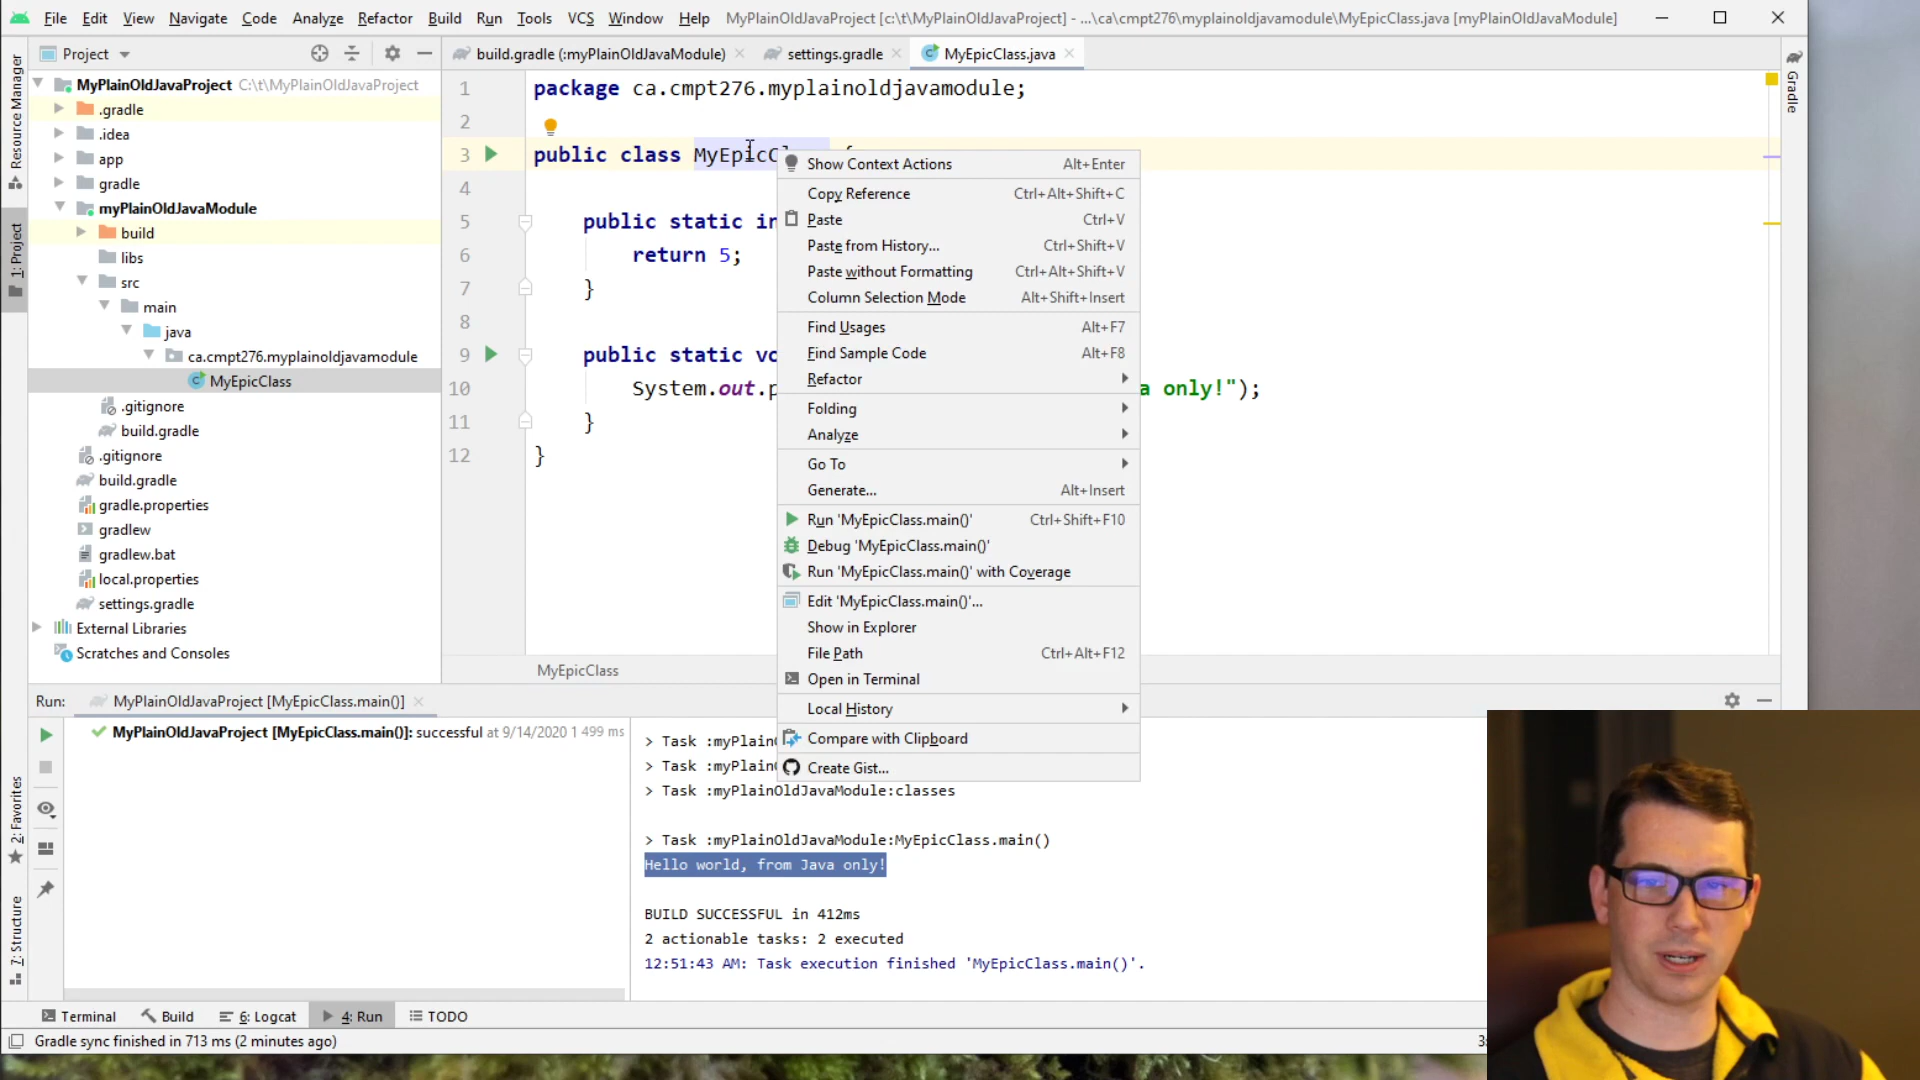 File Edit View Navigate Code Analyze Refactor Build Run Tools VCS Window Help MyPlainOldJavaProject [c:\t\MyPlainOldJavaProject] - ...\ca\cmpt276\myplainoldjavamodule\MyEpicClass.java [myPlainOldJavaModule]
Project
build.gradle (:myPlainOldJavaModule)
settings.gradle
MyEpicClass.java
Resource Manager
1: Project
2: Favorites
7: Structure
Gradle
MyPlainOldJavaProject C:\t\MyPlainOldJavaProject
.gradle
.idea
app
gradle
myPlainOldJavaModule
build
libs
src
main
java
ca.cmpt276.myplainoldjavamodule
MyEpicClass
.gitignore
build.gradle
.gitignore
build.gradle
gradle.properties
gradlew
gradlew.bat
local.properties
settings.gradle
External Libraries
Scratches and Consoles
1 package ca.cmpt276.myplainoldjavamodule;
2
3 public class MyEpicC {
4
5 public static in
6 return 5;
7 }
8
9 public static vo
10 System.out.p a only!");
11 }
12 }
MyEpicClass
Show Context Actions Alt+Enter
Copy Reference Ctrl+Alt+Shift+C
Paste Ctrl+V
Paste from History... Ctrl+Shift+V
Paste without Formatting Ctrl+Alt+Shift+V
Column Selection Mode Alt+Shift+Insert
Find Usages Alt+F7
Find Sample Code Alt+F8
Refactor
Folding
Analyze
Go To
Generate... Alt+Insert
Run 'MyEpicClass.main()' Ctrl+Shift+F10
Debug 'MyEpicClass.main()'
Run 'MyEpicClass.main()' with Coverage
Edit 'MyEpicClass.main()'...
Show in Explorer
File Path Ctrl+Alt+F12
Open in Terminal
Local History
Compare with Clipboard
Create Gist...
Run: MyPlainOldJavaProject [MyEpicClass.main()]
MyPlainOldJavaProject [MyEpicClass.main()]: successful at 9/14/2020 1 499 ms
> Task :myPlainO
> Task :myPlainO
> Task :myPlainOldJavaModule:classes
> Task :myPlainOldJavaModule:MyEpicClass.main()
Hello world, from Java only!
BUILD SUCCESSFUL in 412ms
2 actionable tasks: 2 executed
12:51:43 AM: Task execution finished 'MyEpicClass.main()'.
Terminal Build 6: Logcat 4: Run TODO
Gradle sync finished in 713 ms (2 minutes ago)